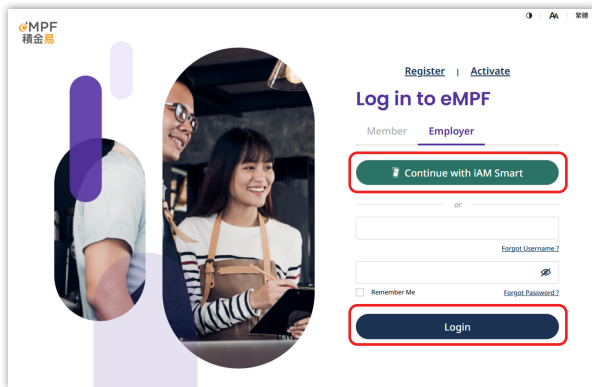 eMPF
積金易
AA
繁體
Register | Activate
Log in to eMPF
Member Employer
Continue with iAM Smart
or
Forgot Username ?
Remember Me
Forgot Password ?
Login